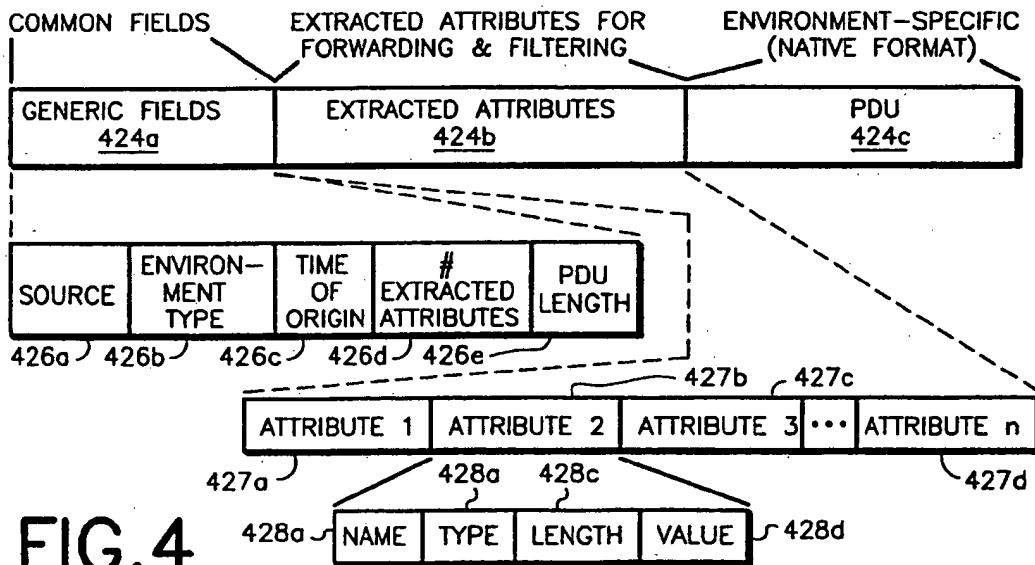 COMMON FIELDS
EXTRACTED ATTRIBUTES FOR
FORWARDING & FILTERING
ENVIRONMENT-SPECIFIC
(NATIVE FORMAT)
GENERIC FIELDS
424a
EXTRACTED ATTRIBUTES
424b
PDU
424c
SOURCE
ENVIRON-
MENT
TYPE
TIME
OF
ORIGIN
#
EXTRACTED
ATTRIBUTES
PDU
LENGTH
426a
426b
426c
426d
426e
427b
427c
ATTRIBUTE 1
ATTRIBUTE 2
ATTRIBUTE 3
•••
ATTRIBUTE n
427a
428a
428c
427d
428a
NAME
TYPE
LENGTH
VALUE
428d
FIG.4